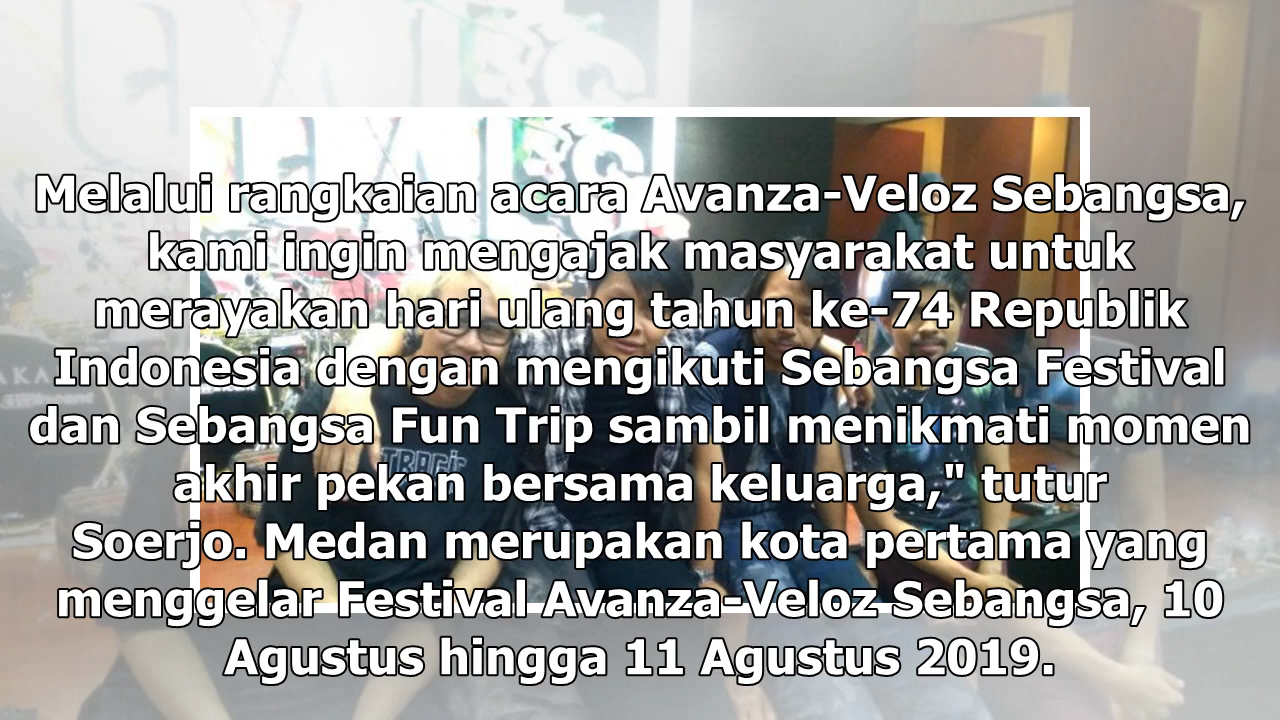 Melalui rangkaian acara Avanza-Veloz Sebangsa,
kami ingin mengajak masyarakat untuk
merayakan hari ulang tahun ke-74 Republik
Indonesia dengan mengikuti Sebangsa Festival
dan Sebangsa Fun Trip sambil menikmati momen
akhir pekan bersama keluarga," tutur
Soerjo. Medan merupakan kota pertama yang
menggelar Festival Avanza-Veloz Sebangsa, 10
Agustus hingga 11 Agustus 2019.